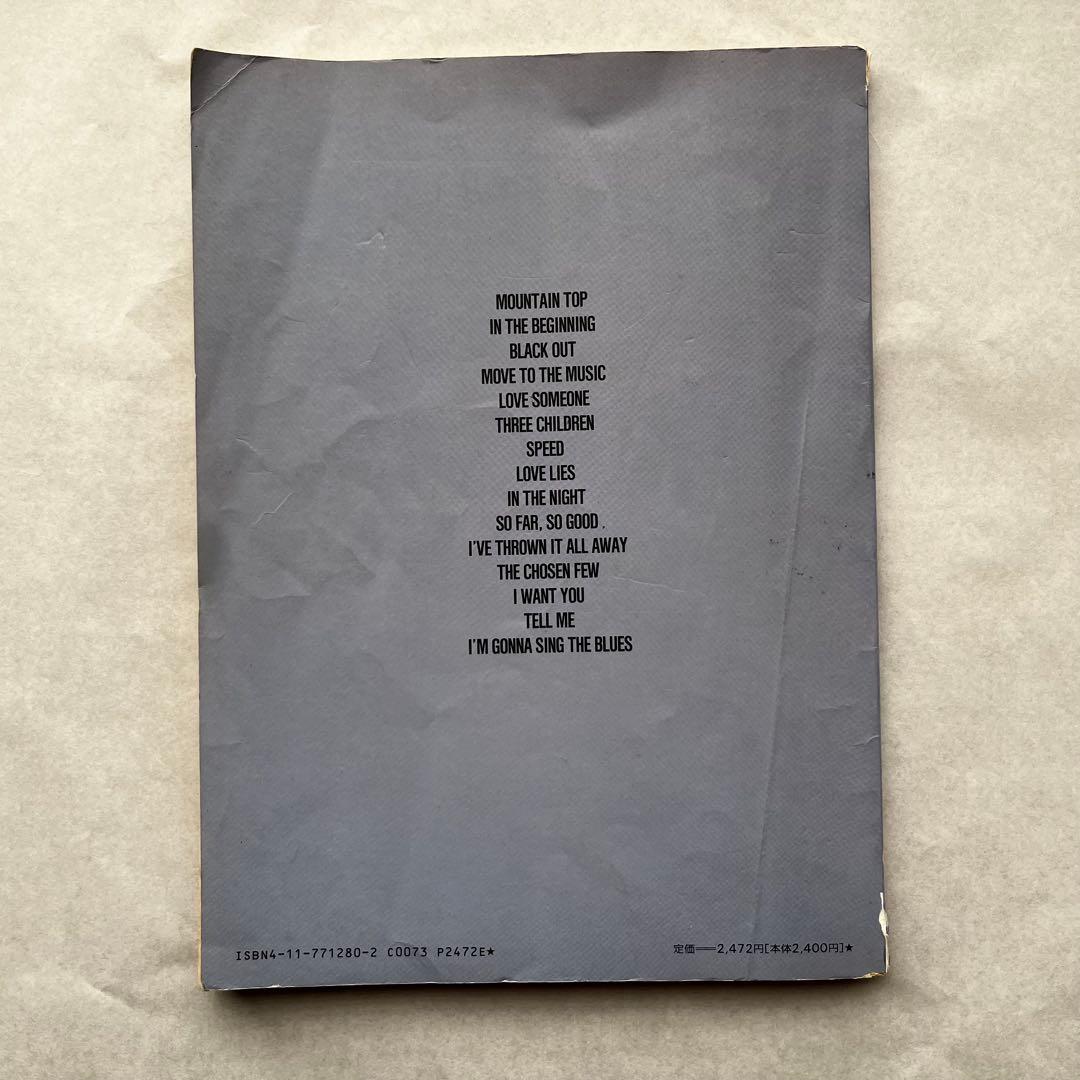 MOUNTAIN TOP
IN THE BEGINNING
BLACK OUT
MOVE TO THE MUSIC
LOVE SOMEONE
THREE CHILDREN
SPEED
LOVE LIES
IN THE NIGHT
SO FAR, SO GOOD.
I'VE THROWN IT ALL AWAY
THE CHOSEN FEW
I WANT YOU
TELL ME
I'M GONNA SING THE BLUES
ISBN4-11-771280-2 C0073 P2472E★
定価──2,472円[本体2,400円]★